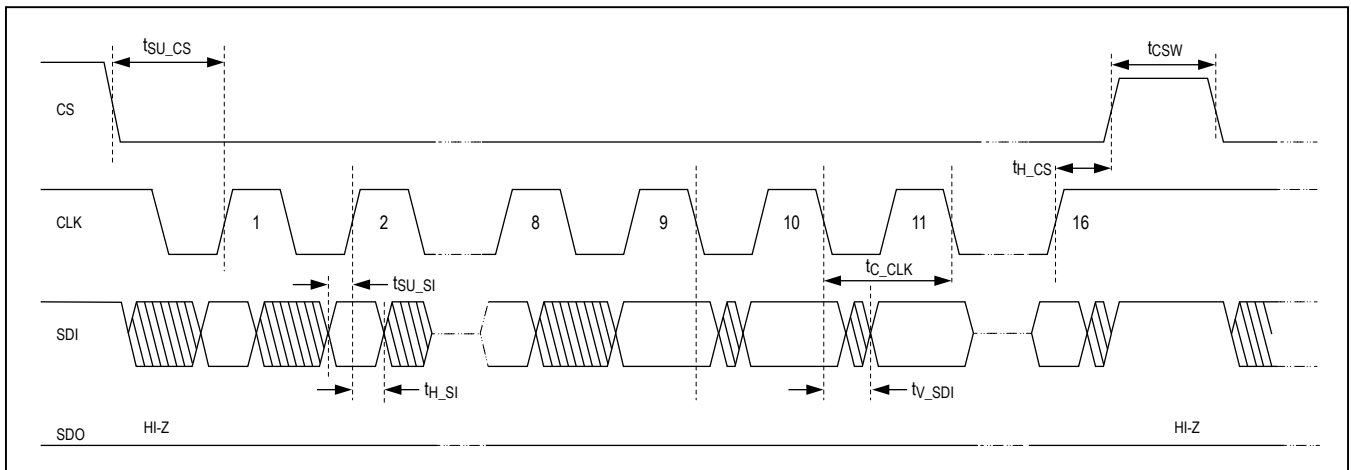 tSU_CS
tCSW
CS
tH_CS
CLK
1
2
8
9
10
11
16
tSU_SI
tC_CLK
SDI
tH_SI
tV_SDI
HI-Z
HI-Z
SDO